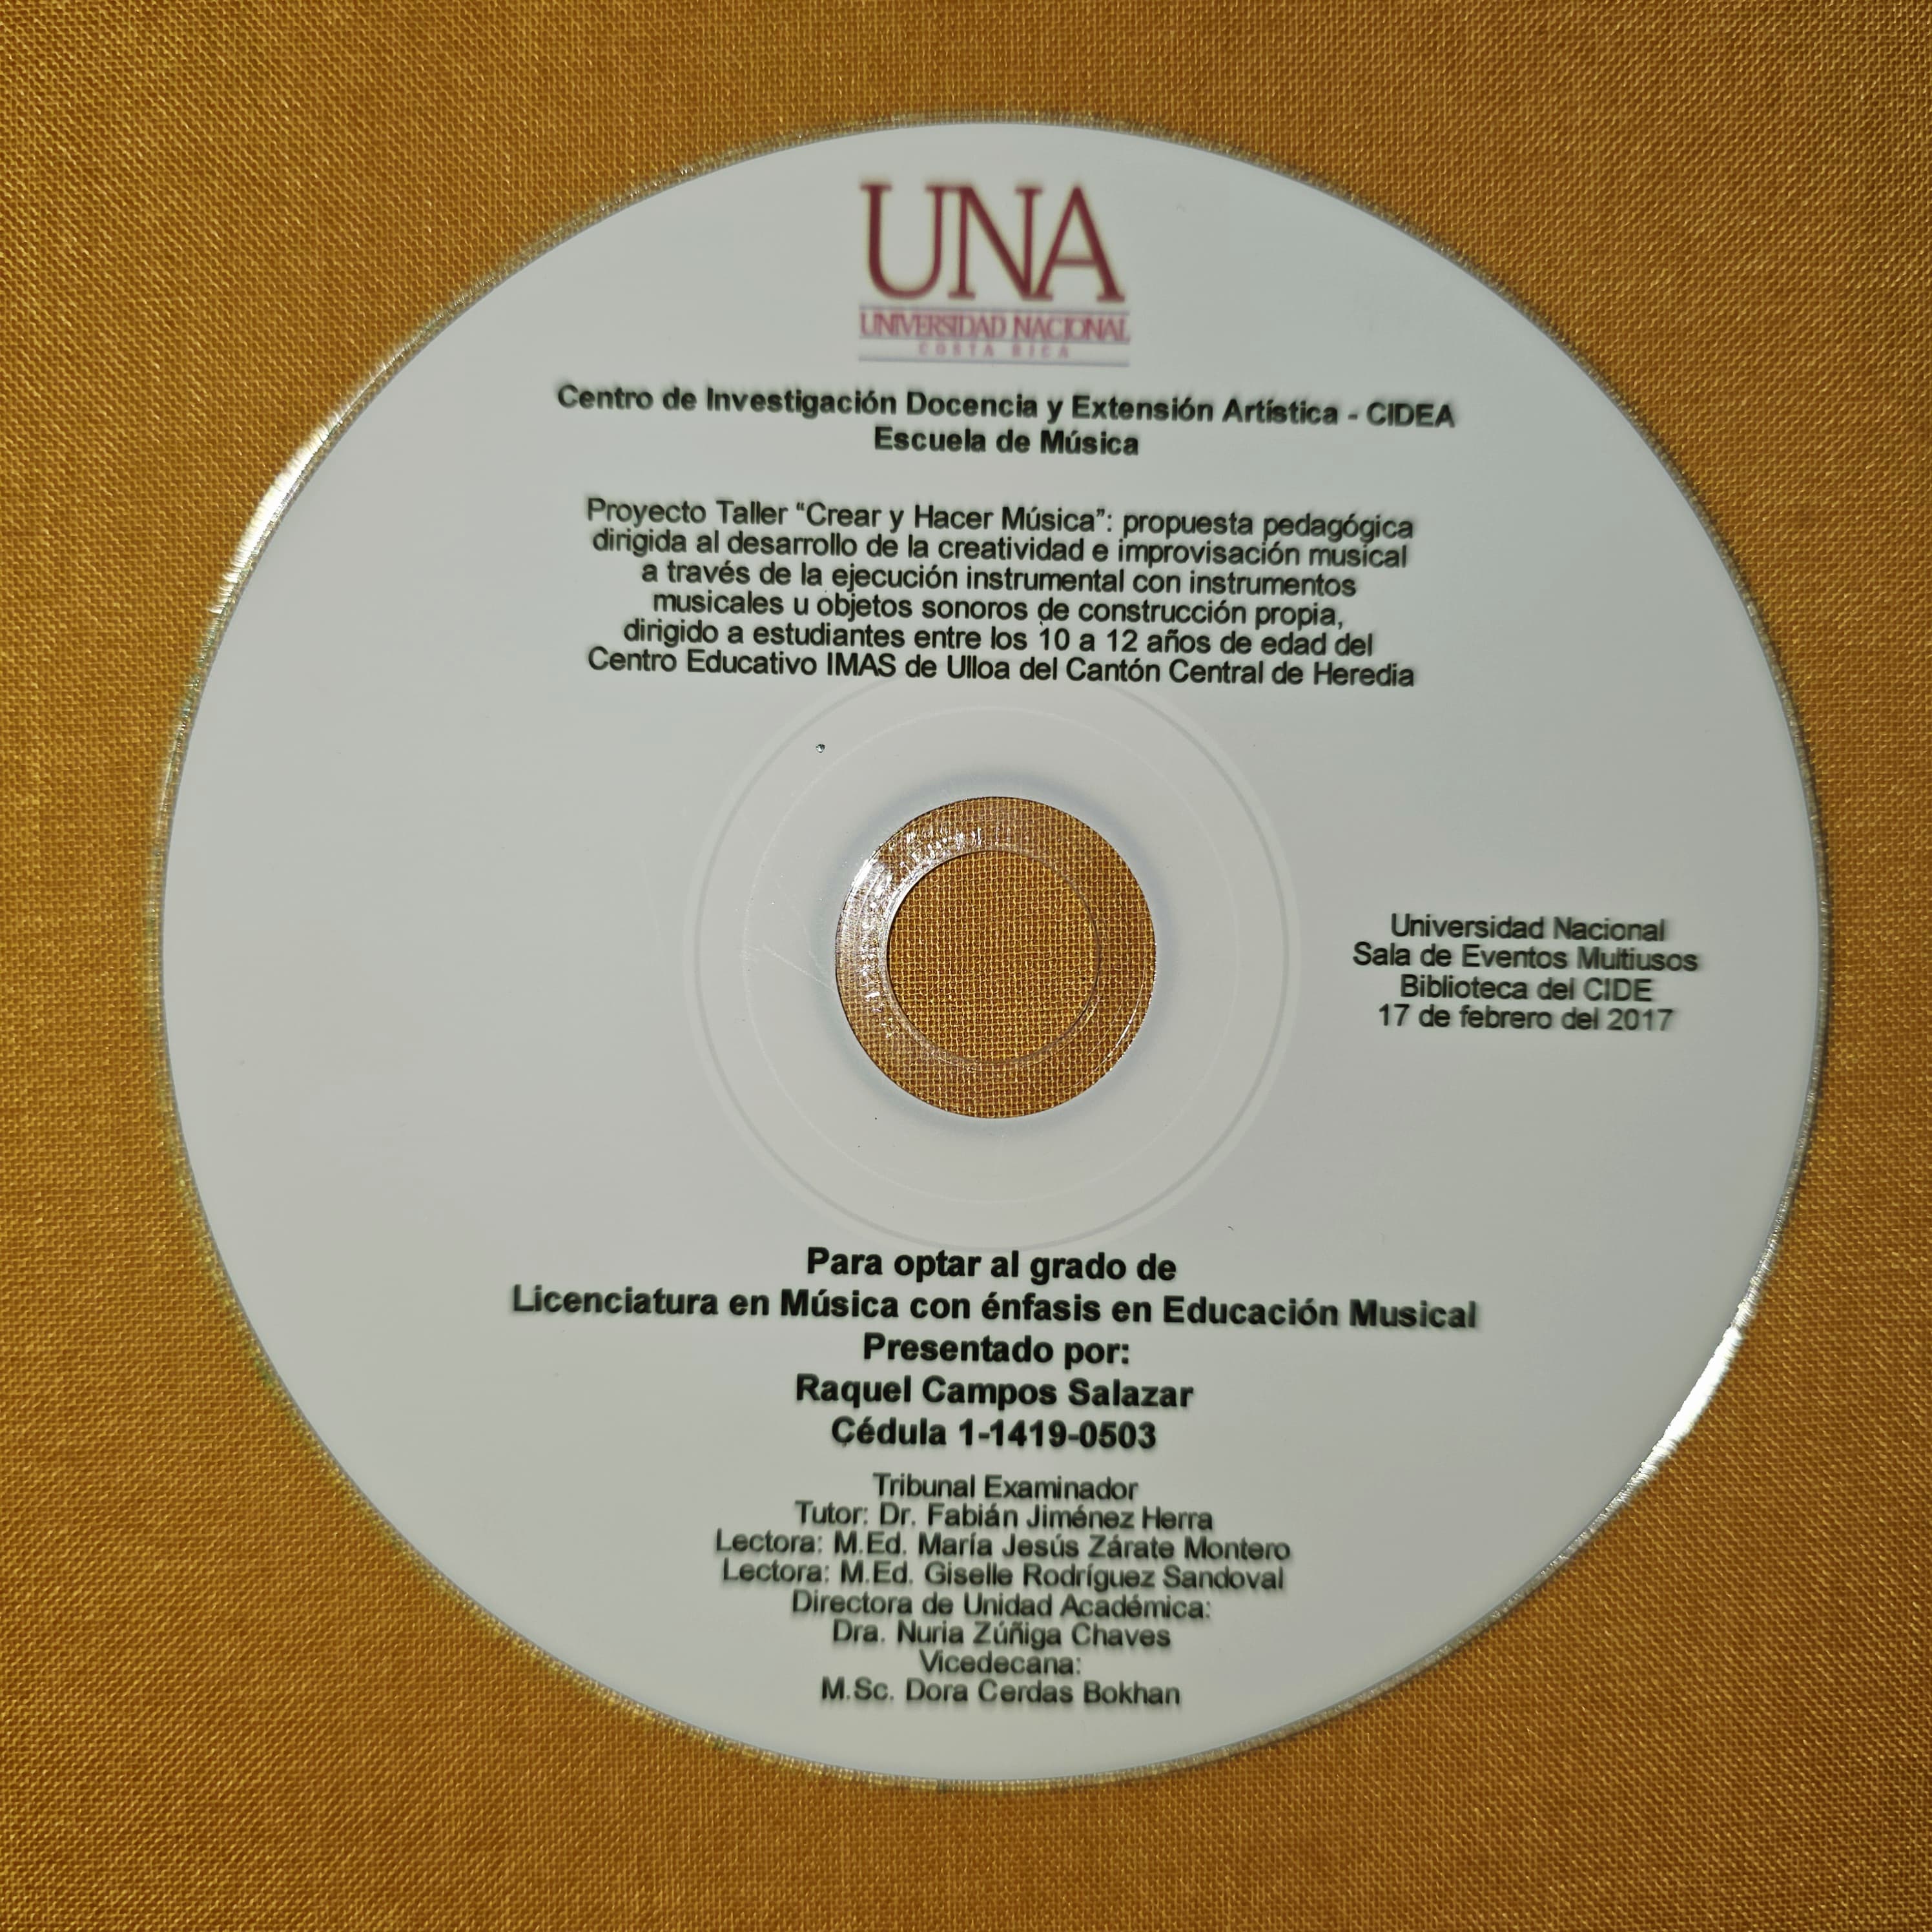 UNA
UNIVERSIDAD NACIONAL
COSTA RICA
Centro de Investigación Docencia y Extensión Artística - CIDEA
Escuela de Música
Proyecto Taller “Crear y Hacer Música”: propuesta pedagógica
dirigida al desarrollo de la creatividad e improvisación musical
a través de la ejecución instrumental con instrumentos
musicales u objetos sonoros de construcción propia,
dirigido a estudiantes entre los 10 a 12 años de edad del
Centro Educativo IMAS de Ulloa del Cantón Central de Heredia
Universidad Nacional
Sala de Eventos Multiusos
Biblioteca del CIDE
17 de febrero del 2017
Para optar al grado de
Licenciatura en Música con énfasis en Educación Musical
Presentado por:
Raquel Campos Salazar
Cédula 1-1419-0503
Tribunal Examinador
Tutor: Dr. Fabián Jiménez Herra
Lectora: M.Ed. María Jesús Zárate Montero
Lectora: M.Ed. Giselle Rodríguez Sandoval
Directora de Unidad Académica:
Dra. Nuria Zúñiga Chaves
Vicedecana:
M.Sc. Dora Cerdas Bokhan